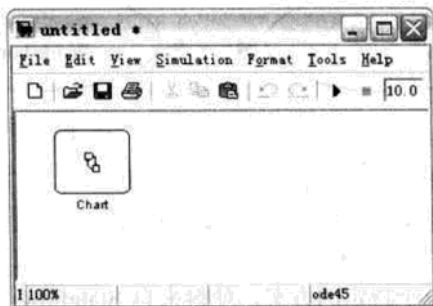 untitled *
File Edit View Simulation Format Tools Help
10.0
Chart
100%
ode45